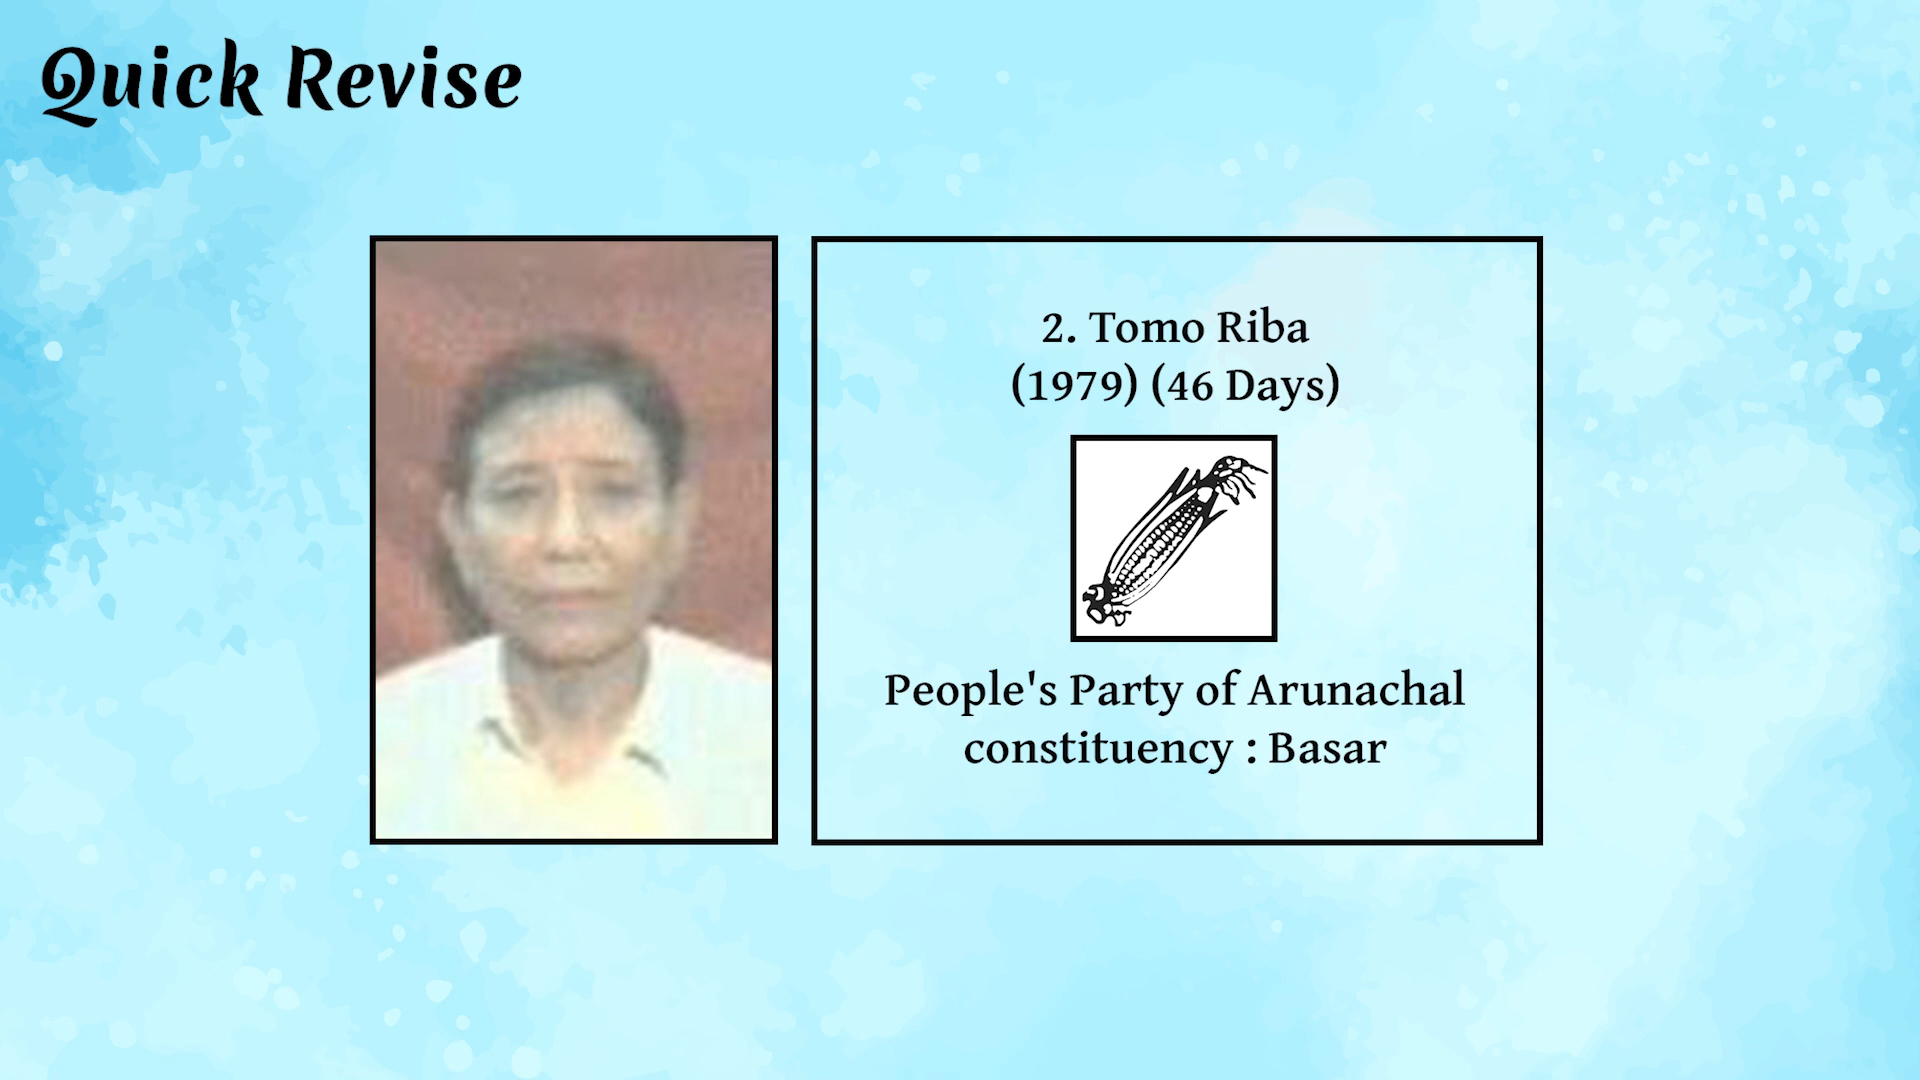 Quick Revise
2. Tomo Riba
(1979) (46 Days)
People's Party of Arunachal
constituency : Basar